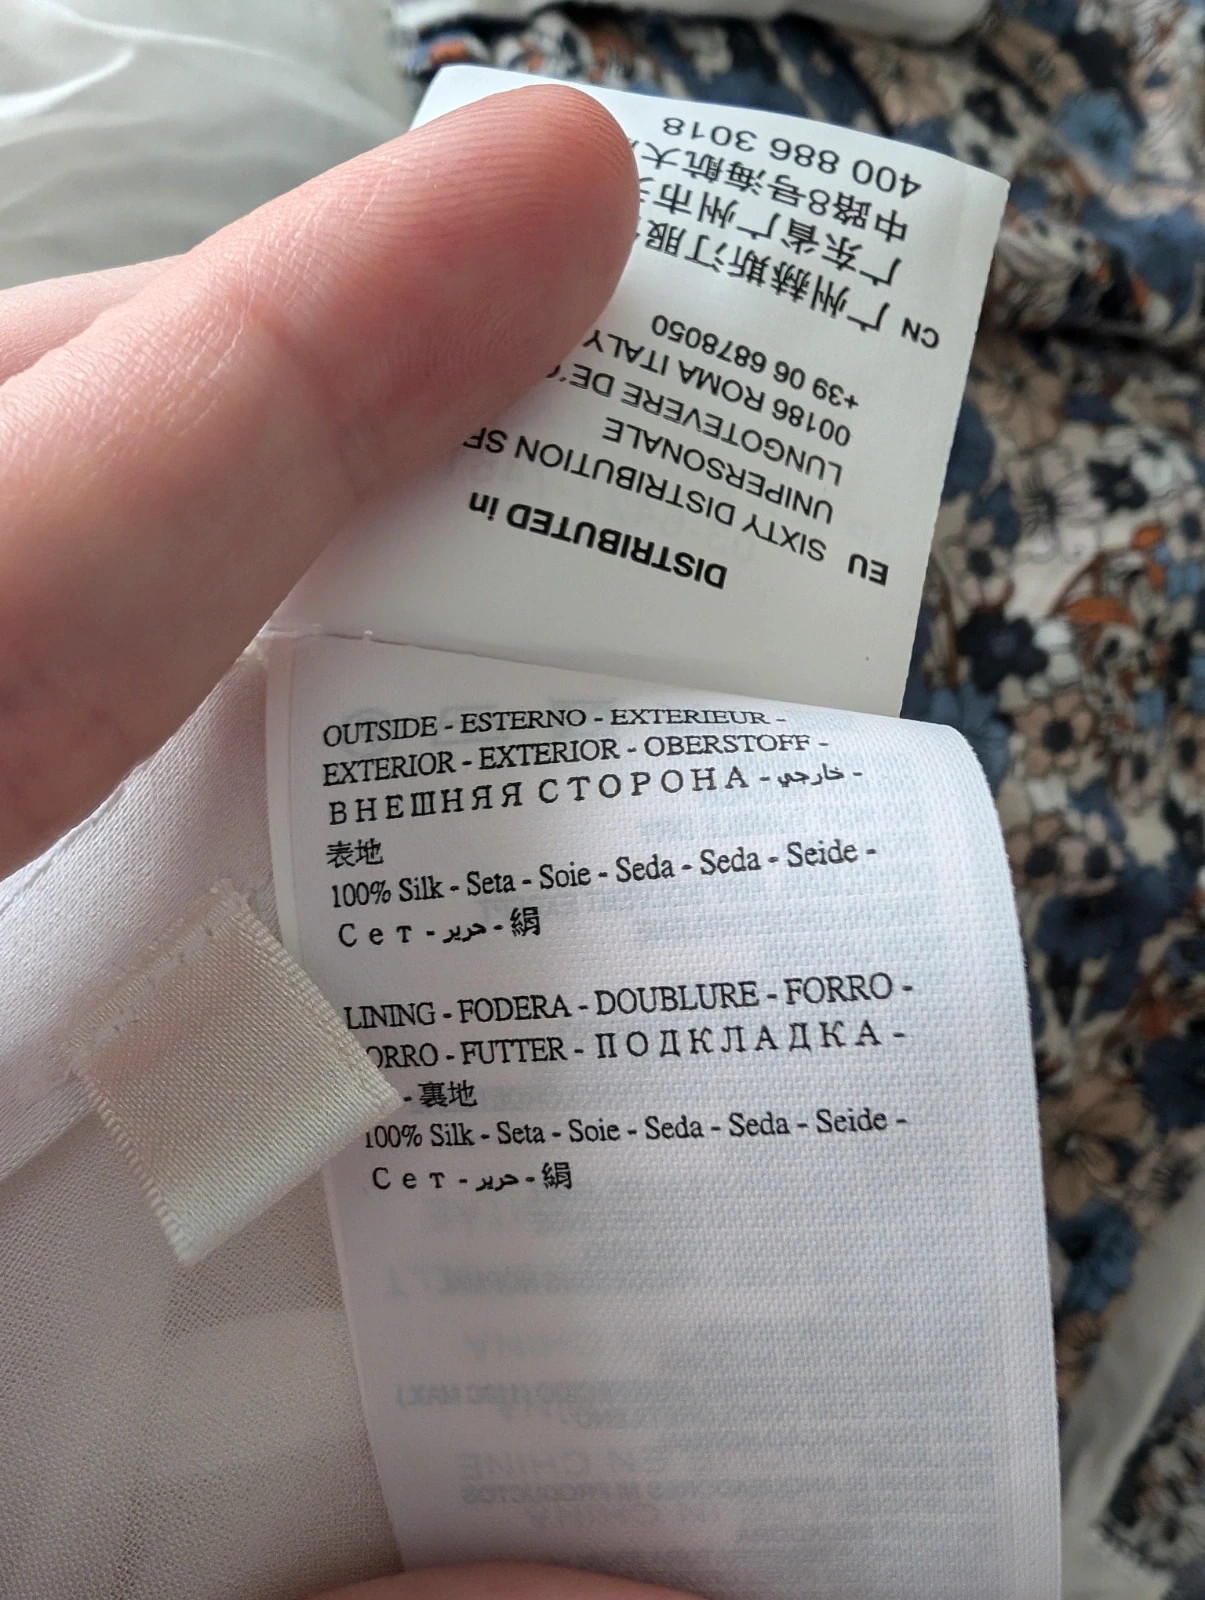 DISTRIBUTED in
EU SIXTY DISTRIBUTION
UNIPERSONALE
LUNGOTEVERE
00186 ROMA ITALY
+39 06 6878050
CN 广州赫斯汀服
广东省广州市
中路8号海航大
400 886 3018
OUTSIDE - ESTERNO - EXTERIEUR -
EXTERIOR - EXTERIOR - OBERSTOFF -
ВНЕШНЯЯ СТОРОНА - خارجي -
表地
100% Silk - Seta - Soie - Seda - Seda - Seide -
Сет - حرير - 絹
LINING - FODERA - DOUBLURE - FORRO -
ORRO - FUTTER - ПОДКЛАДКА -
- 裏地
100% Silk - Seta - Soie - Seda - Seda - Seide -
Сет - حرير - 絹